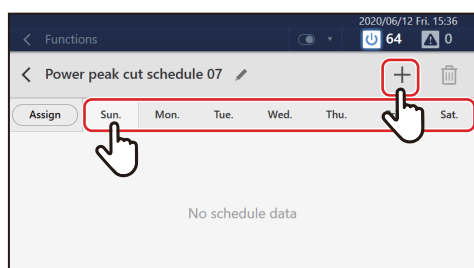 2020/06/12 Fri. 15:36
Functions
64
0
Power peak cut schedule 07
Assign
Sun.
Mon.
Tue.
Wed.
Thu.
Sat.
No schedule data